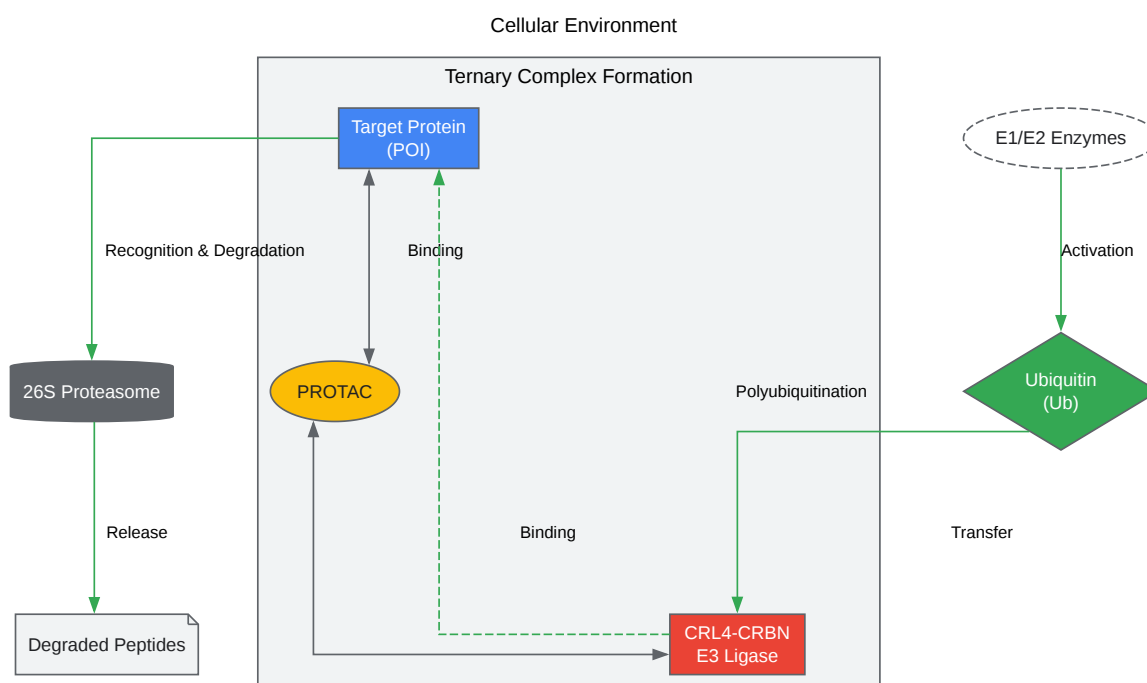 Cellular Environment
Ternary Complex Formation
Target Protein
(POI)
E1/E2 Enzymes
Recognition & Degradation
Binding
Activation
26S Proteasome
PROTAC
Polyubiquitination
Ubiquitin
(Ub)
Release
Binding
Transfer
Degraded Peptides
CRL4-CRBN
E3 Ligase